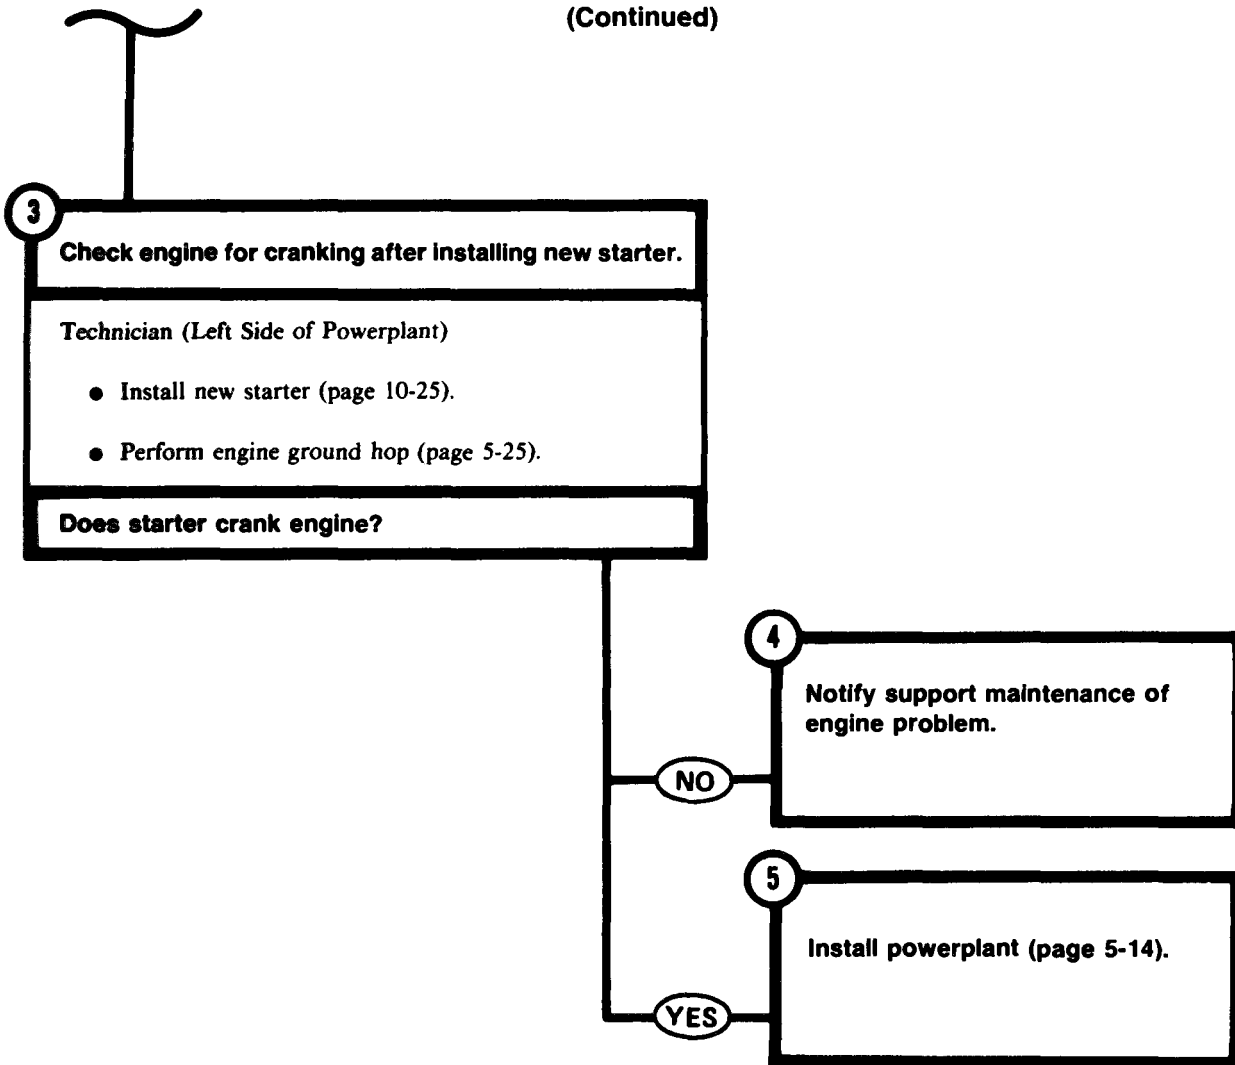 (Continued)
3
Check engine for cranking after installing new starter.
Technician (Left Side of Powerplant)
● Install new starter (page 10-25).
● Perform engine ground hop (page 5-25).
Does starter crank engine?
4
Notify support maintenance of
engine problem.
NO
5
Install powerplant (page 5-14).
YES